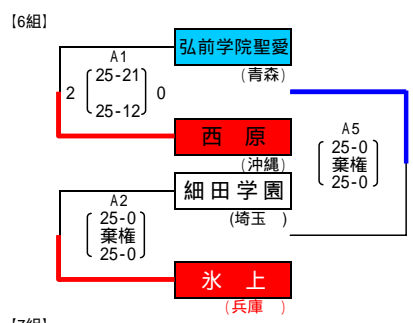 【6組】
弘前学院聖愛
(青森)
A1
2 25-21 0
25-12
西 原
(沖縄)
A5
25-0
棄権
25-0
細田学園
(埼玉 )
A2
25-0
棄権
25-0
氷 上
(兵庫 )
【7組】